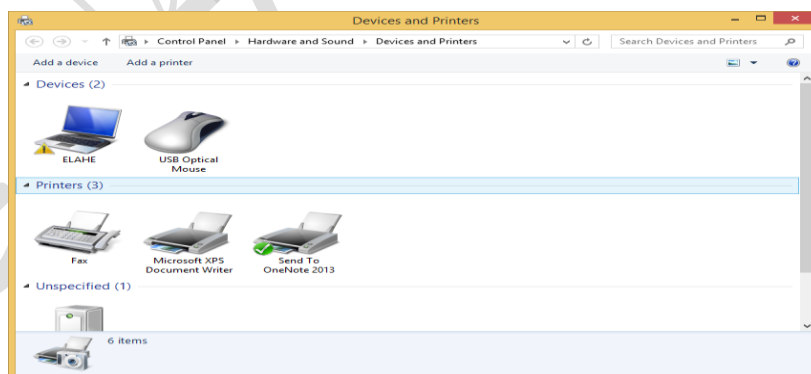 Devices and Printers
Control Panel ▸ Hardware and Sound ▸ Devices and Printers
Search Devices and Printers
Add a device Add a printer
Devices (2)
ELAHE
USB Optical
Mouse
Printers (3)
Fax
Microsoft XPS
Document Writer
Send To
OneNote 2013
Unspecified (1)
6 items